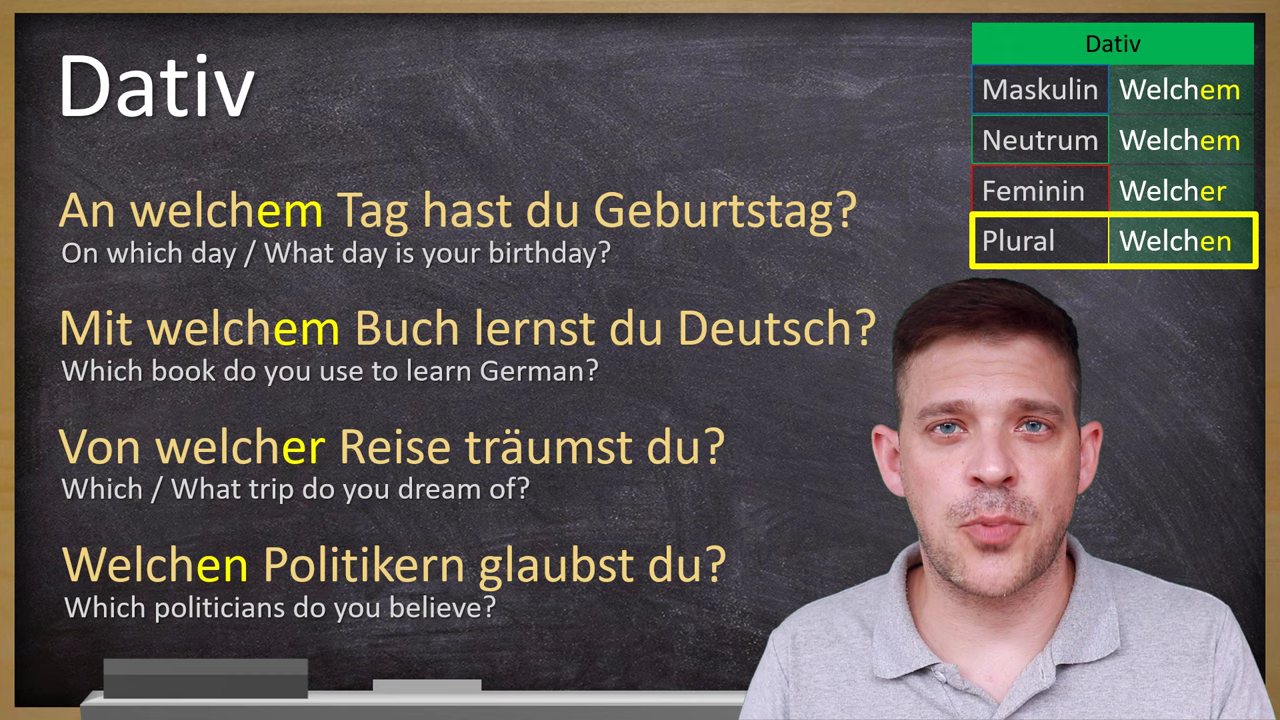 Dativ
An welchem Tag hast du Geburtstag?
On which day / What day is your birthday?
Mit welchem Buch lernst du Deutsch?
Which book do you use to learn German?
Von welcher Reise träumst du?
Which / What trip do you dream of?
Welchen Politikern glaubst du?
Which politicians do you believe?
Dativ
Maskulin Welchem
Neutrum Welchem
Feminin Welcher
Plural Welchen